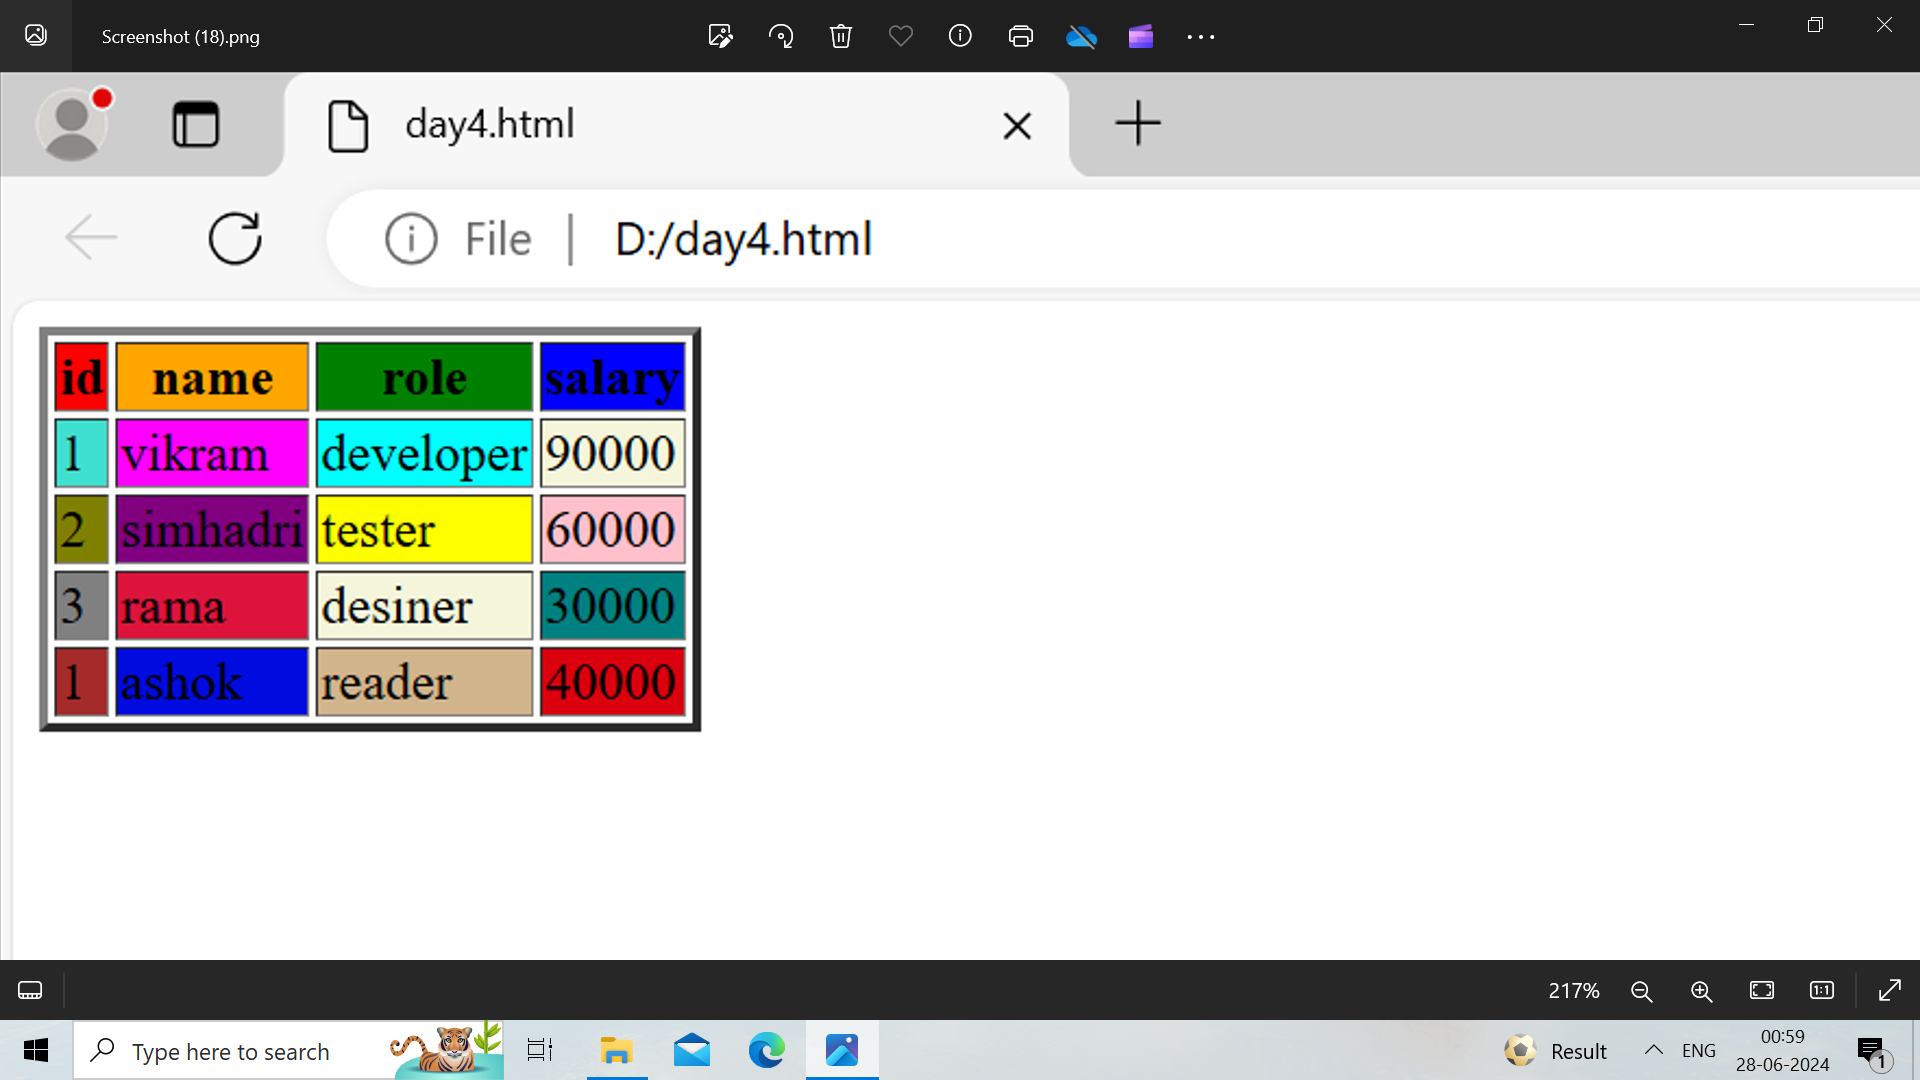 Screenshot (18).png
day4.html
File | D:/day4.html
id name role salary
1 vikram developer 90000
2 simhadri tester 60000
3 rama desiner 30000
1 ashok reader 40000
217%
1:1
Type here to search
Result
ENG
00:59
28-06-2024
1